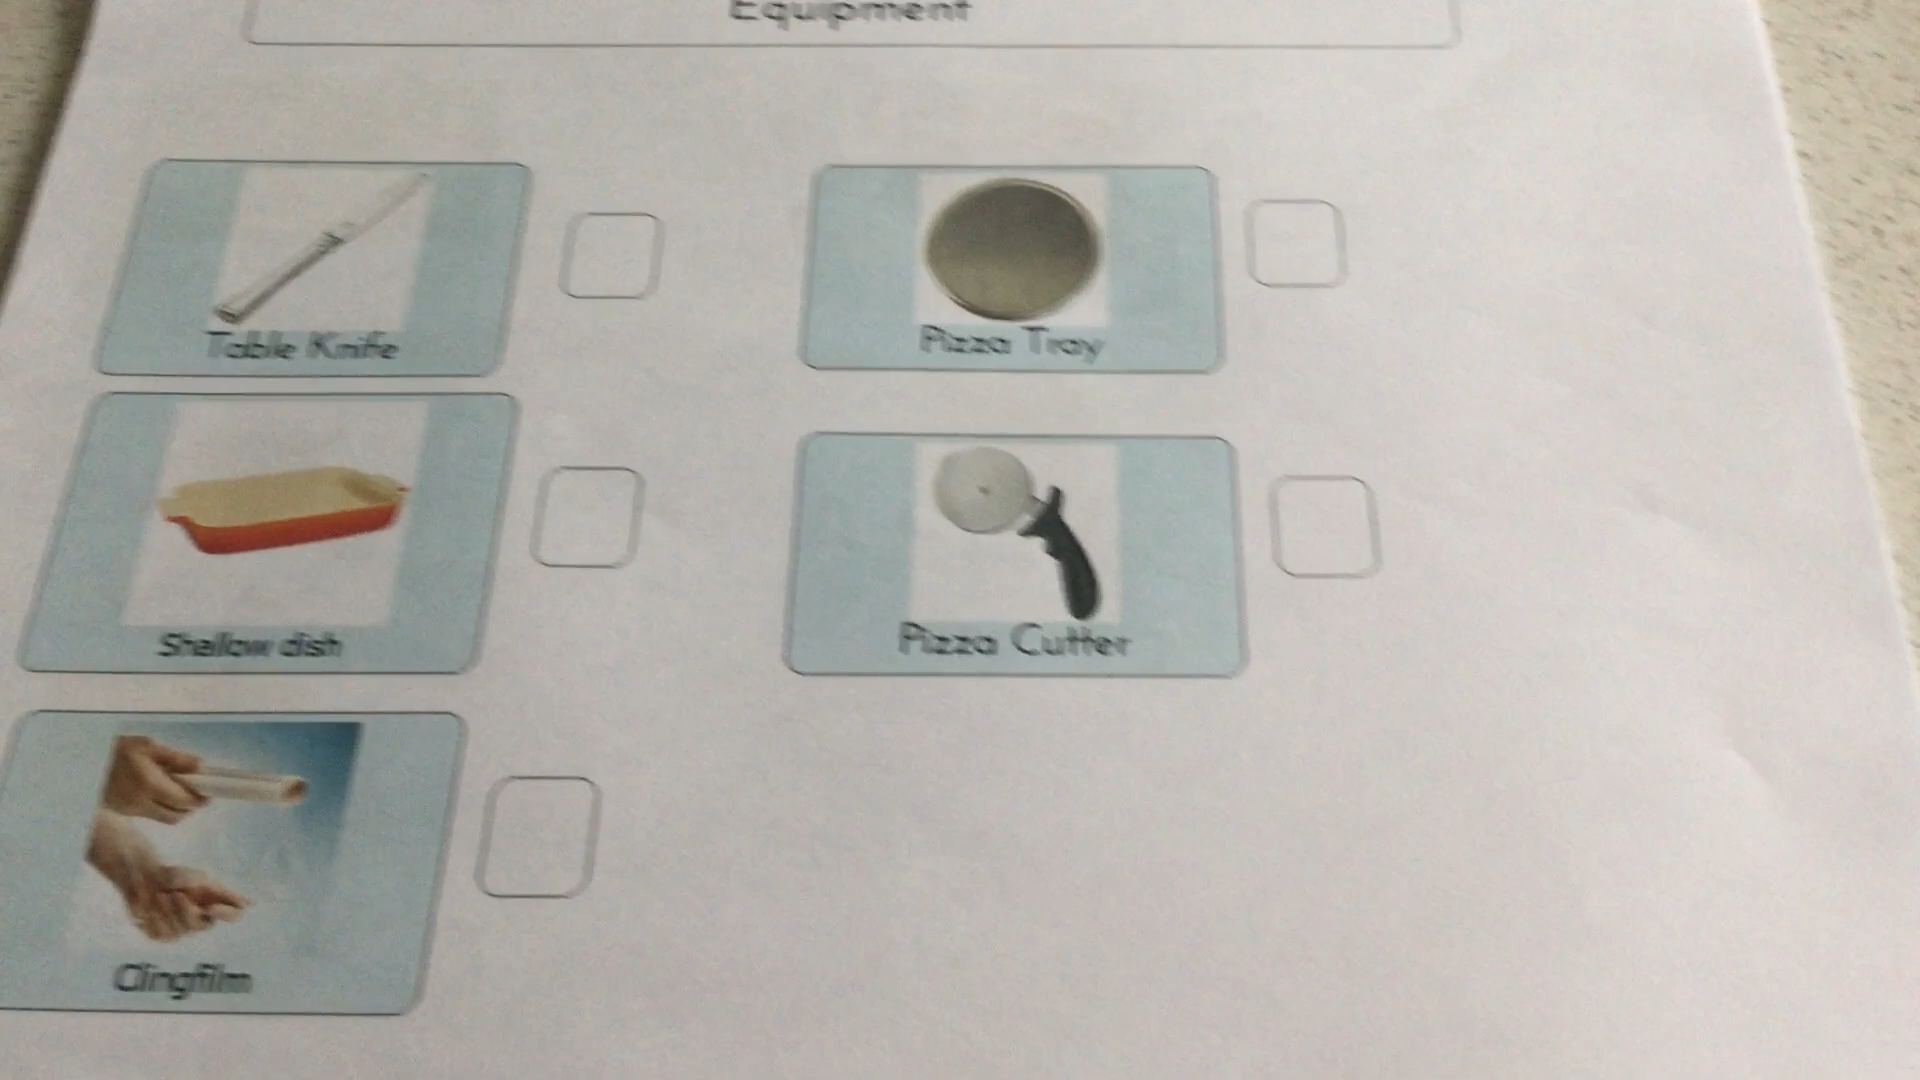 Equipment
Table Knife
Pizza Tray
Shallow dish
Pizza Cutter
Clingfilm